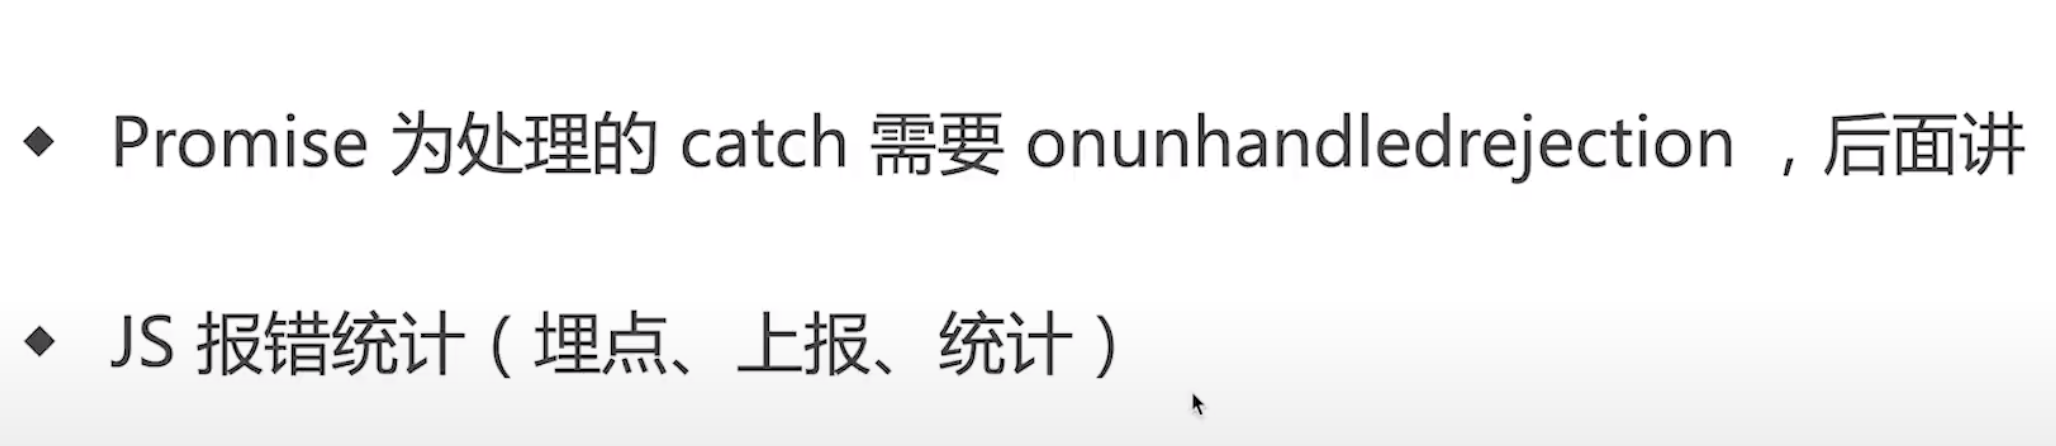 ◆ Promise 为处理的 catch 需要 onunhandledrejection ，后面讲
◆ JS 报错统计（埋点、上报、统计）